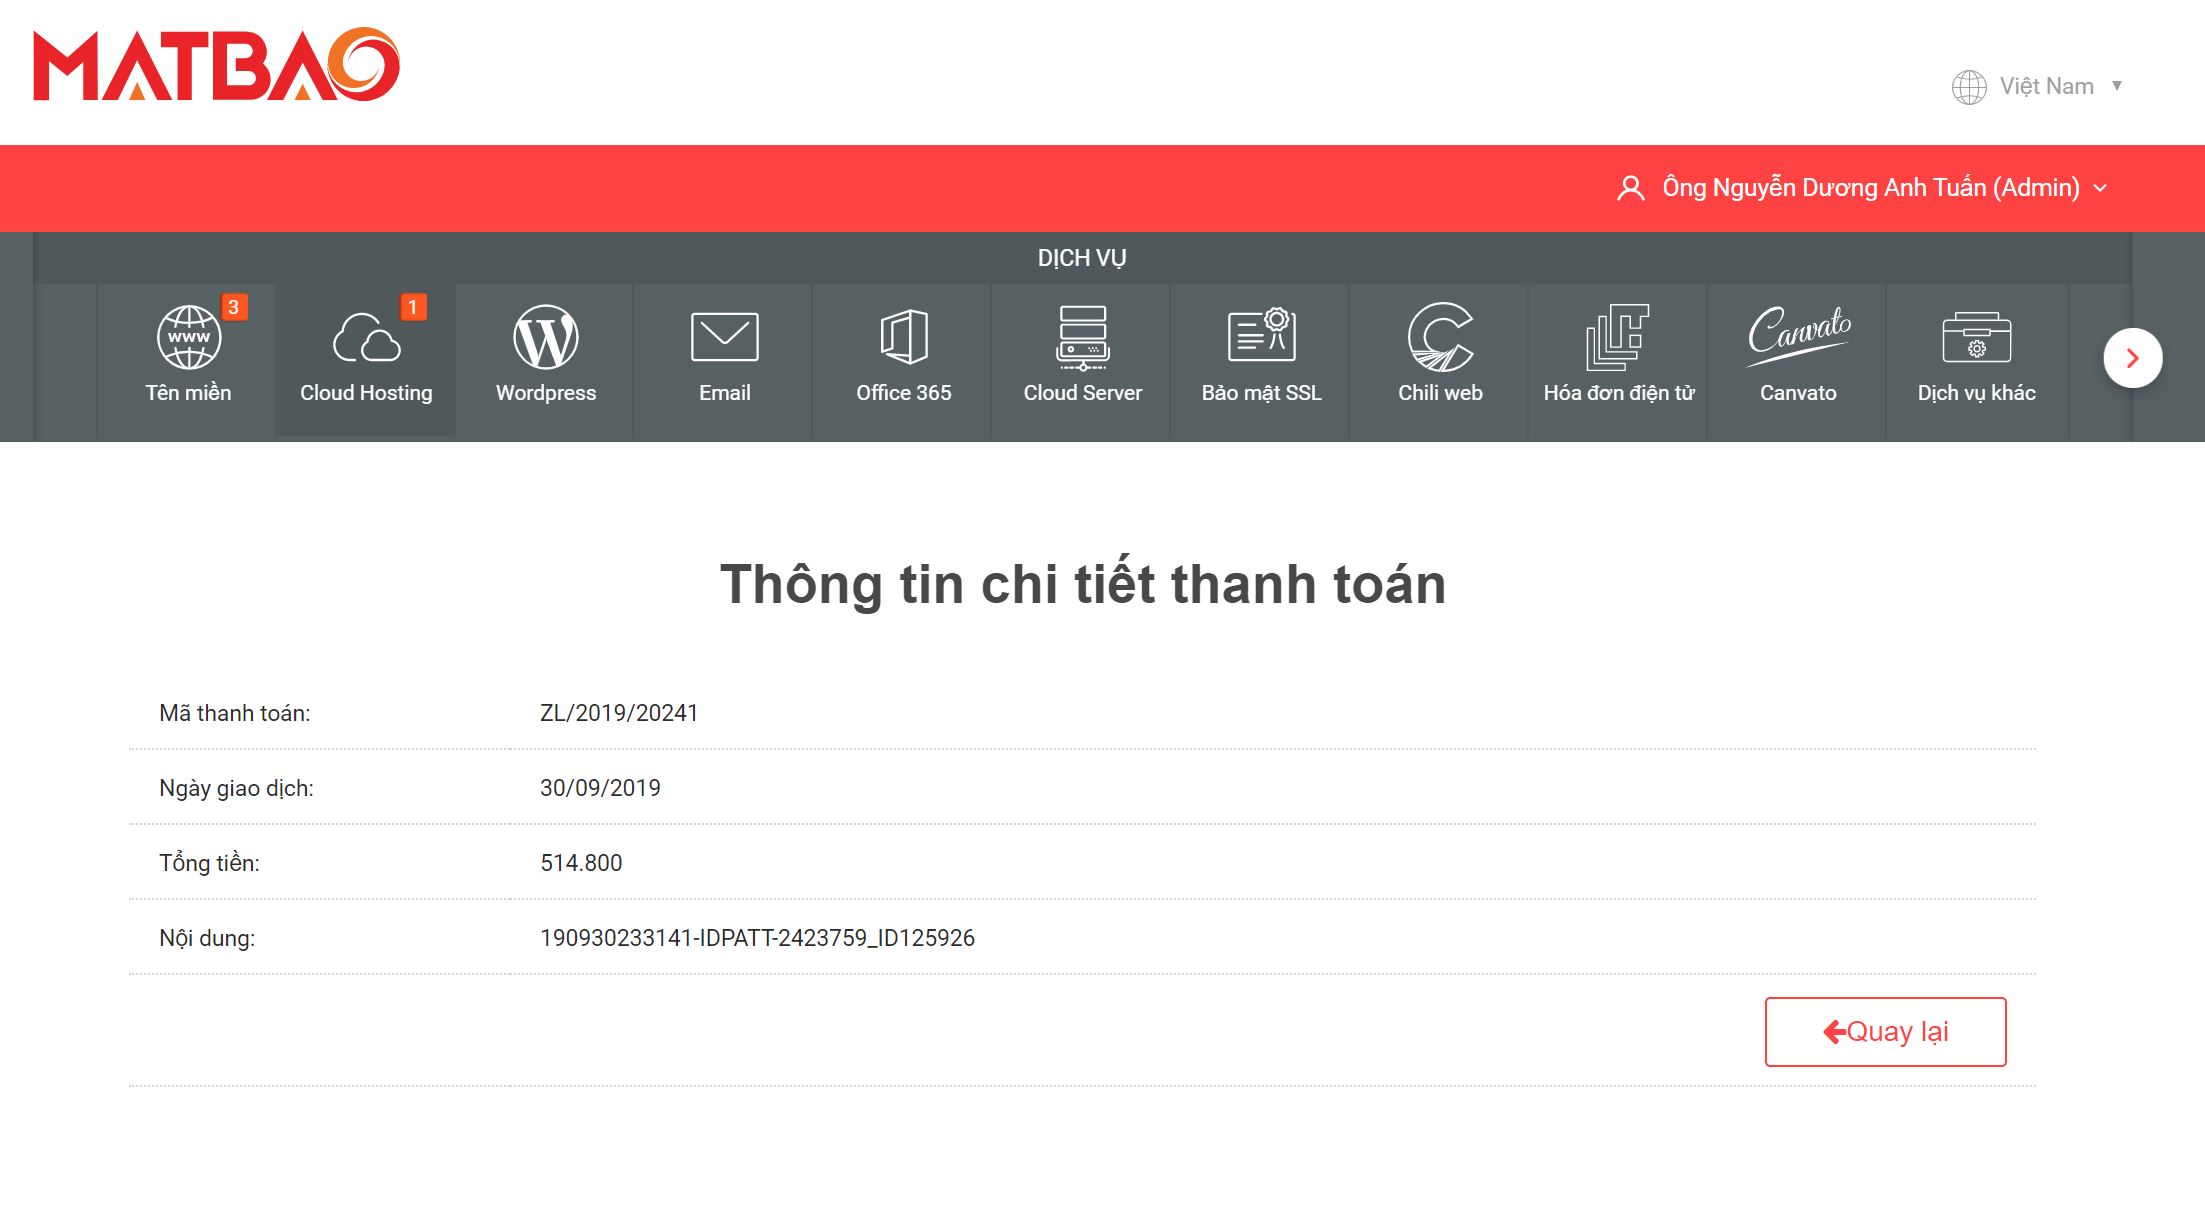 MATBAO
Việt Nam
Ông Nguyễn Dương Anh Tuấn (Admin)
DỊCH VỤ
3
1
www
Tên miền
Cloud Hosting
Wordpress
Email
Office 365
Cloud Server
Bảo mật SSL
Chili web
Hóa đơn điện tử
Canvato
Canvato
Dịch vụ khác
Thông tin chi tiết thanh toán
Mã thanh toán: ZL/2019/20241
Ngày giao dịch: 30/09/2019
Tổng tiền: 514.800
Nội dung: 190930233141-IDPATT-2423759_ID125926
Quay lại